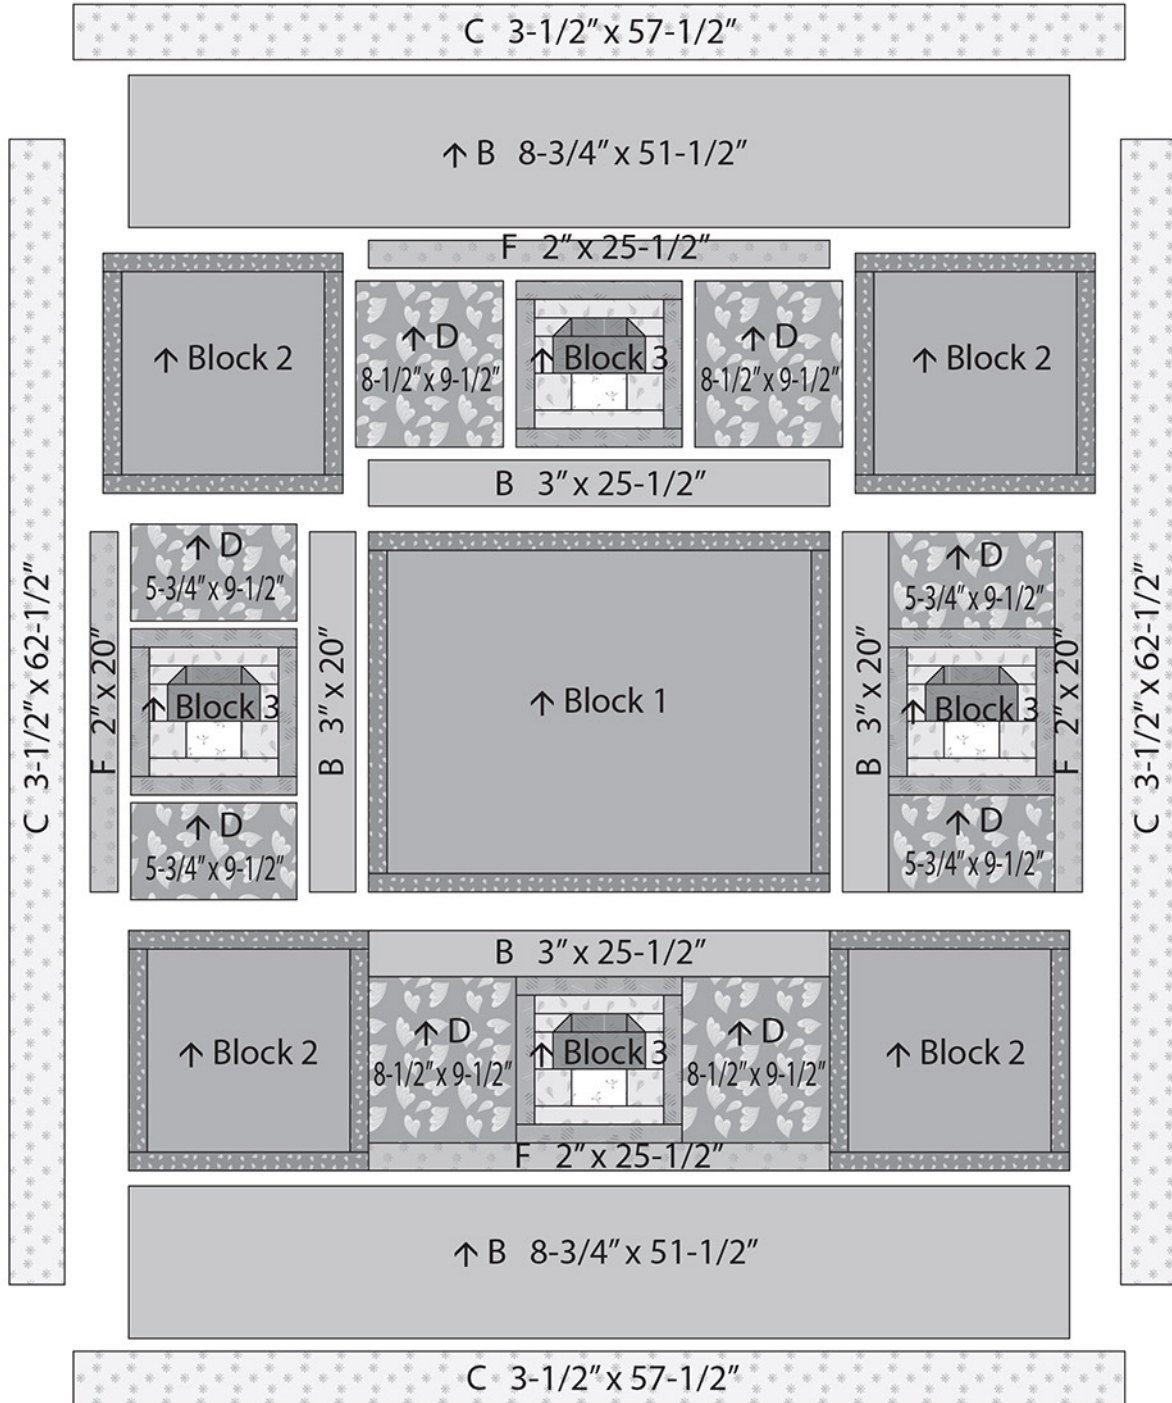 C 3-1/2” x 57-1/2”
↑ B 8-3/4” x 51-1/2”
F 2” x 25-1/2”
↑ Block 2
↑ D
8-1/2” x 9-1/2”
↑ Block 3
↑ D
8-1/2” x 9-1/2”
↑ Block 2
B 3” x 25-1/2”
C 3-1/2” x 62-1/2”
F 2” x 20”
↑ D
5-3/4” x 9-1/2”
↑ Block 3
↑ D
5-3/4” x 9-1/2”
B 3” x 20”
↑ Block 1
B 3” x 20”
↑ D
5-3/4” x 9-1/2”
↑ Block 3
↑ D
5-3/4” x 9-1/2”
F 2” x 20”
C 3-1/2” x 62-1/2”
B 3” x 25-1/2”
↑ Block 2
↑ D
8-1/2” x 9-1/2”
↑ Block 3
↑ D
8-1/2” x 9-1/2”
↑ Block 2
F 2” x 25-1/2”
↑ B 8-3/4” x 51-1/2”
C 3-1/2” x 57-1/2”